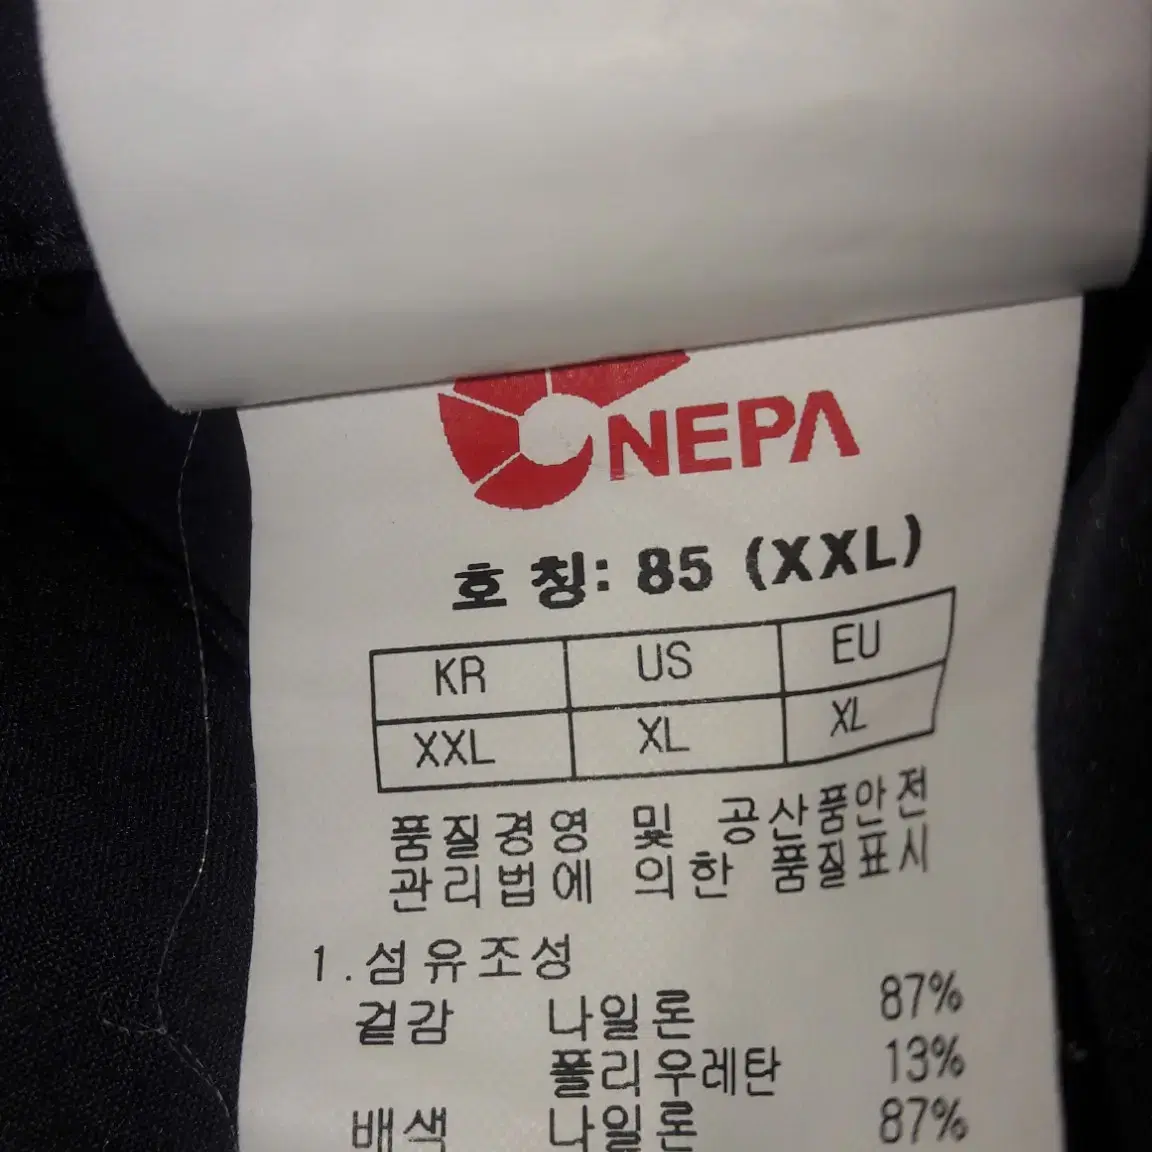 NEPA
호칭: 85 (XXL)
KR US EU
XXL XL XL
품질경영 및 공산품안전
관리법에 의한 품질표시
1.섬유조성
겉감 나일론 87%
폴리우레탄 13%
배색 나일론 87%